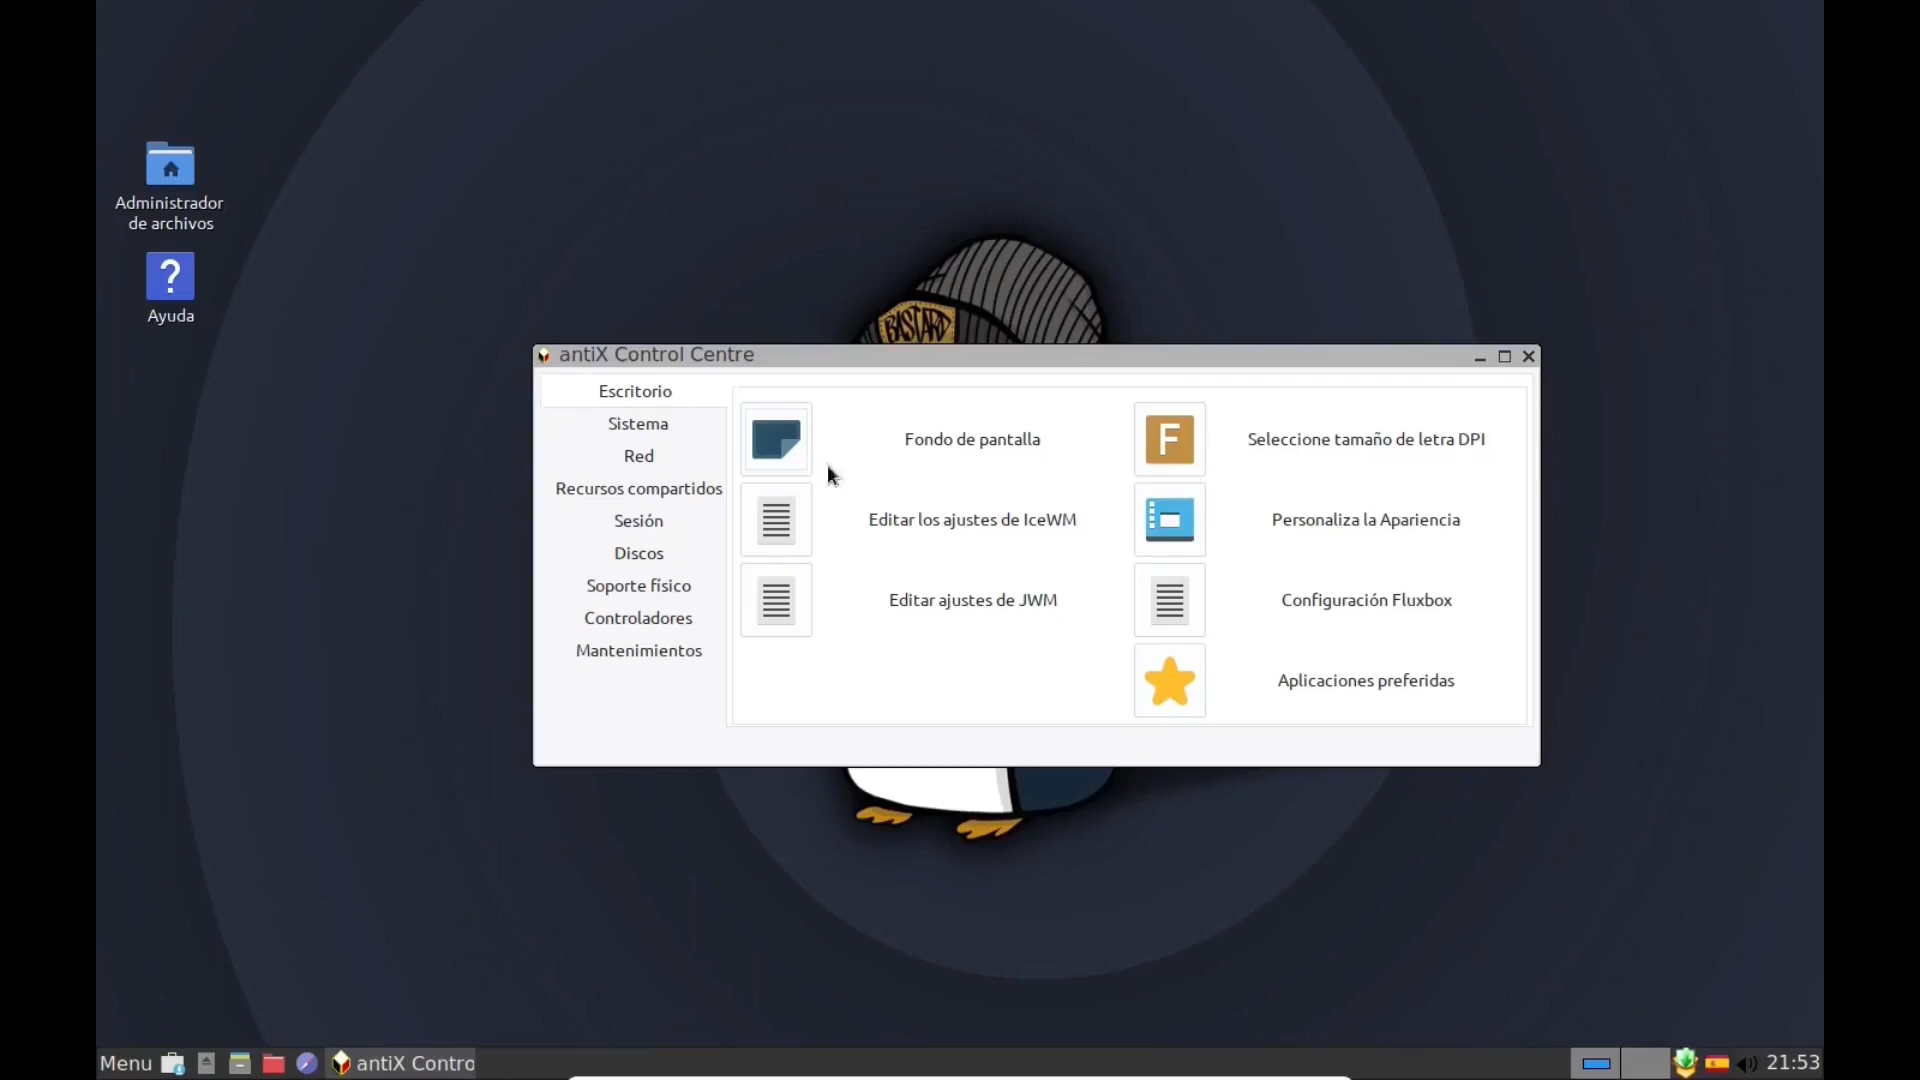 Administrador
de archivos
?
Ayuda
BASTARD
antiX Control Centre
Escritorio
Sistema
Red
Recursos compartidos
Sesión
Discos
Soporte físico
Controladores
Mantenimientos
Fondo de pantalla
F
Seleccione tamaño de letra DPI
Editar los ajustes de IceWM
Personaliza la Apariencia
Editar ajustes de JWM
Configuración Fluxbox
Aplicaciones preferidas
Menu
antiX Contro
21:53